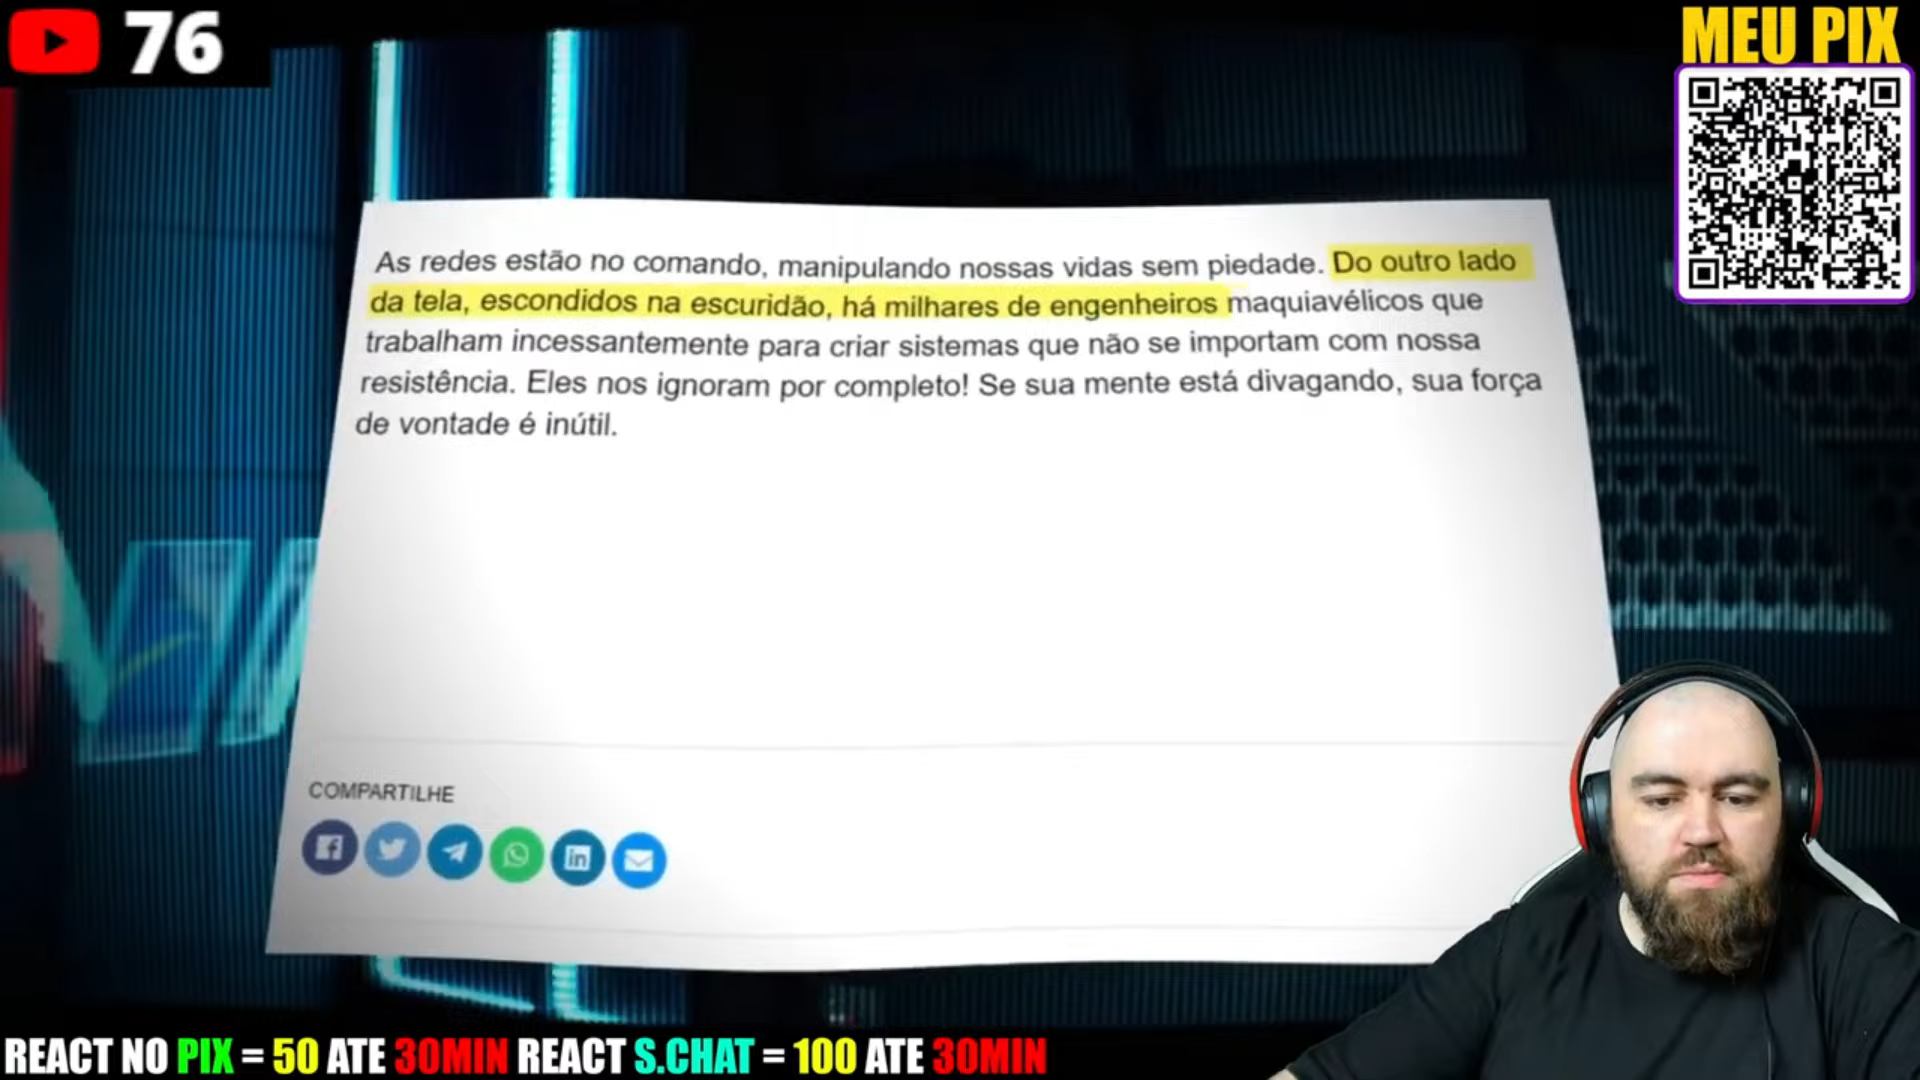 76
MEU PIX
As redes estão no comando, manipulando nossas vidas sem piedade. Do outro lado
da tela, escondidos na escuridão, há milhares de engenheiros maquiavélicos que
trabalham incessantemente para criar sistemas que não se importam com nossa
resistência. Eles nos ignoram por completo! Se sua mente está divagando, sua força
de vontade é inútil.
COMPARTILHE
REACT NO PIX = 50 ATE 30MIN REACT S.CHAT = 100 ATE 30MIN